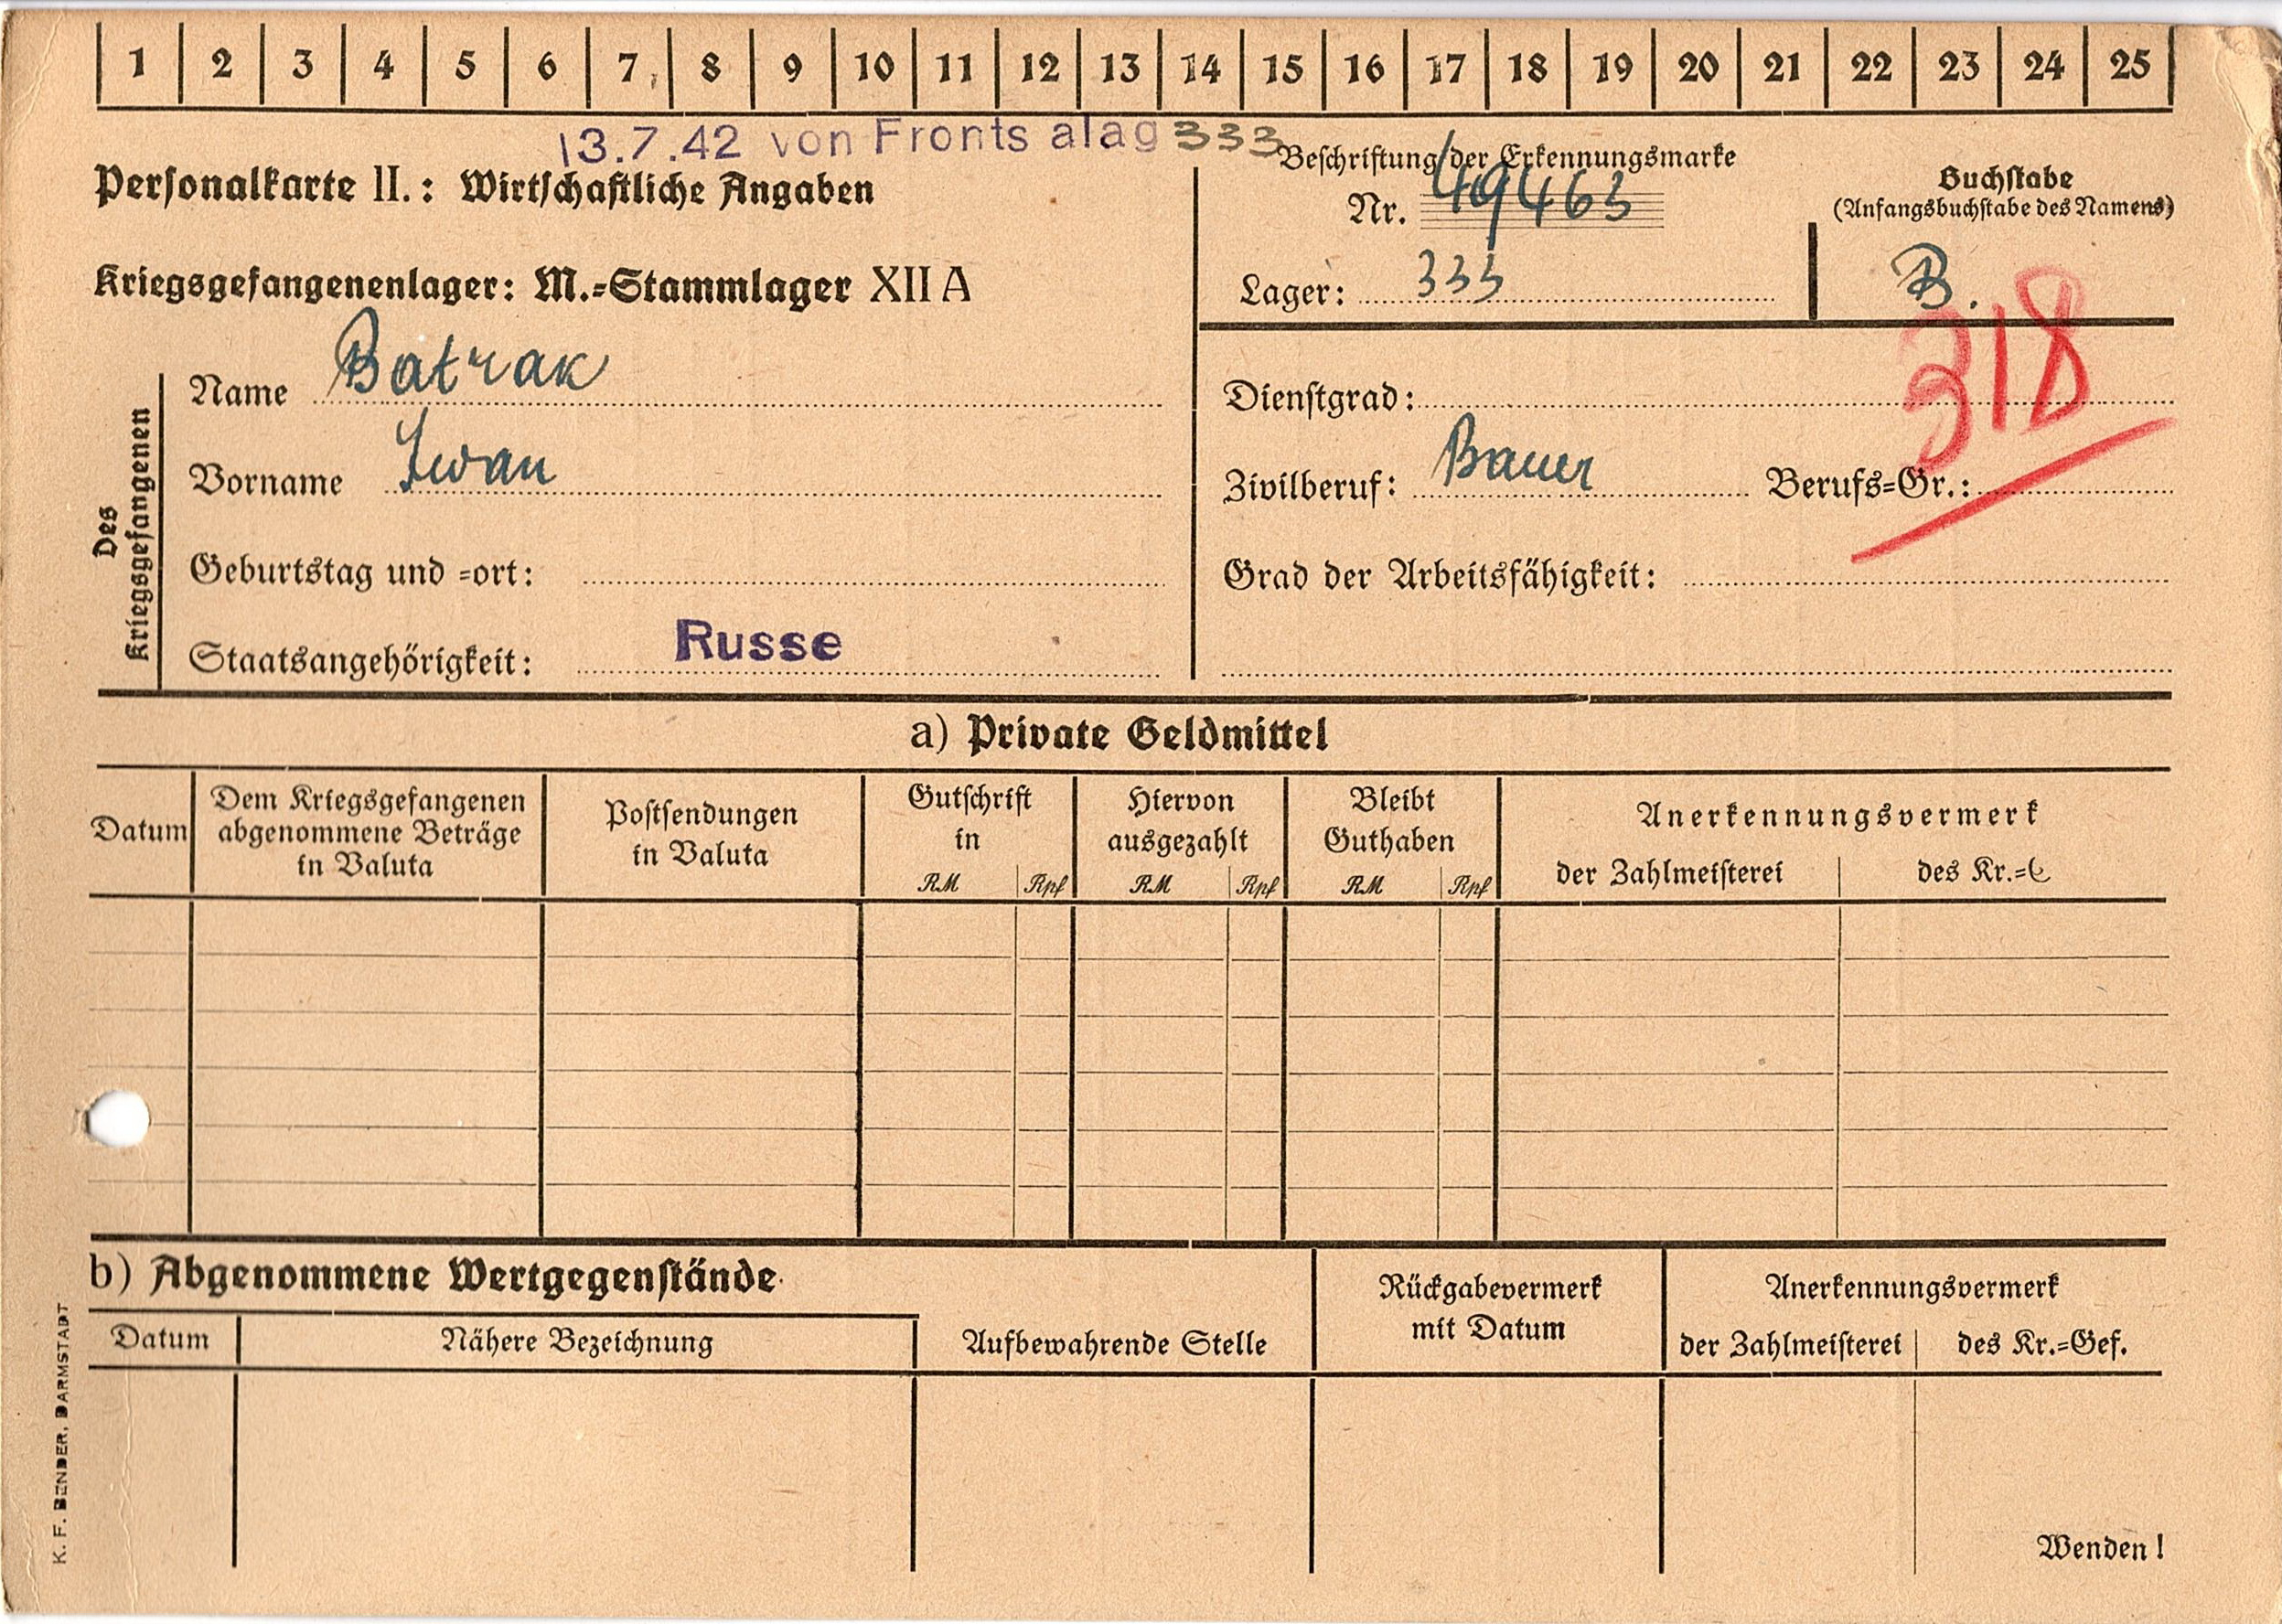 1 2 3 4 5 6 7 8 9 10 11 12 13 14 15 16 17 18 19 20 21 22 23 24 25
13.7.42 von Fronts alag 333
Personalkarte II.: Wirtschaftliche Angaben
Kriegsgefangenenlager: M.-Stammlager XII A
Beschriftung der Erkennungsmarke
Nr. 49463
Lager: 333
Buchstabe
(Anfangsbuchstabe des Namens)
B.
318
Des
Kriegsgefangenen
Name Batrak
Vorname Iwan
Geburtstag und =ort:
Staatsangehörigkeit: Russe
Dienstgrad:
Zivilberuf: Bauer Berufs=Gr.:
Grad der Arbeitsfähigkeit:
a) Private Geldmittel
Datum
Dem Kriegsgefangenen
abgenommene Beträge
in Valuta
Postsendungen
in Valuta
Gutschrift
in
RM Rpf
Hiervon
ausgezahlt
RM Rpf
Bleibt
Guthaben
RM Rpf
Anerkennungsvermerk
der Zahlmeisterei des Kr.=G
b) Abgenommene Wertgegenstände
Datum Nähere Bezeichnung
Aufbewahrende Stelle
Rückgabevermerk
mit Datum
Anerkennungsvermerk
der Zahlmeisterei des Kr.=Gef.
Wenden!
K. F. BENDER, DARMSTADT